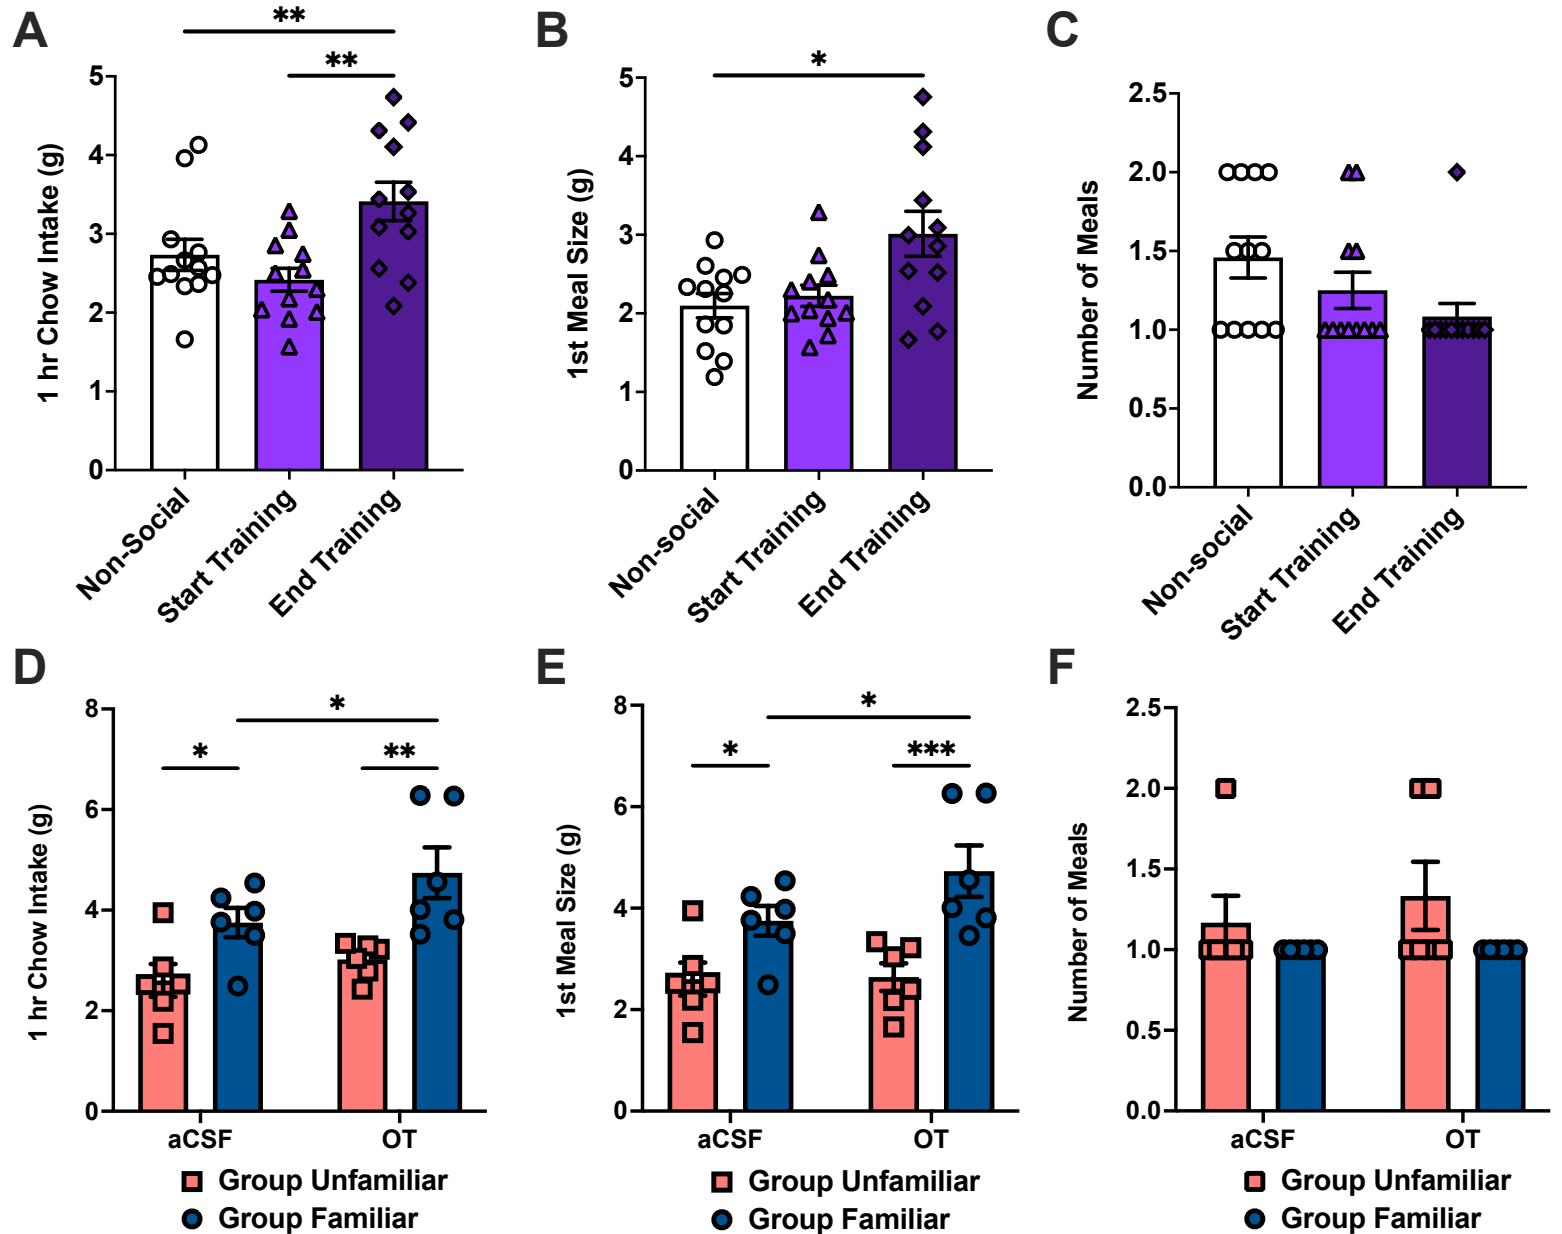 A
**
**
1 hr Chow Intake (g)
5
4
3
2
1
0
Non-Social
Start Training
End Training
B
*
1st Meal Size (g)
5
4
3
2
1
0
Non-social
Start Training
End Training
C
Number of Meals
2.5
2.0
1.5
1.0
0.5
0.0
Non-social
Start Training
End Training
D
*
*
**
1 hr Chow Intake (g)
8
6
4
2
0
aCSF
OT
Group Unfamiliar
Group Familiar
E
*
*
***
1st Meal Size (g)
8
6
4
2
0
aCSF
OT
Group Unfamiliar
Group Familiar
F
Number of Meals
2.5
2.0
1.5
1.0
0.5
0.0
aCSF
OT
Group Unfamiliar
Group Familiar